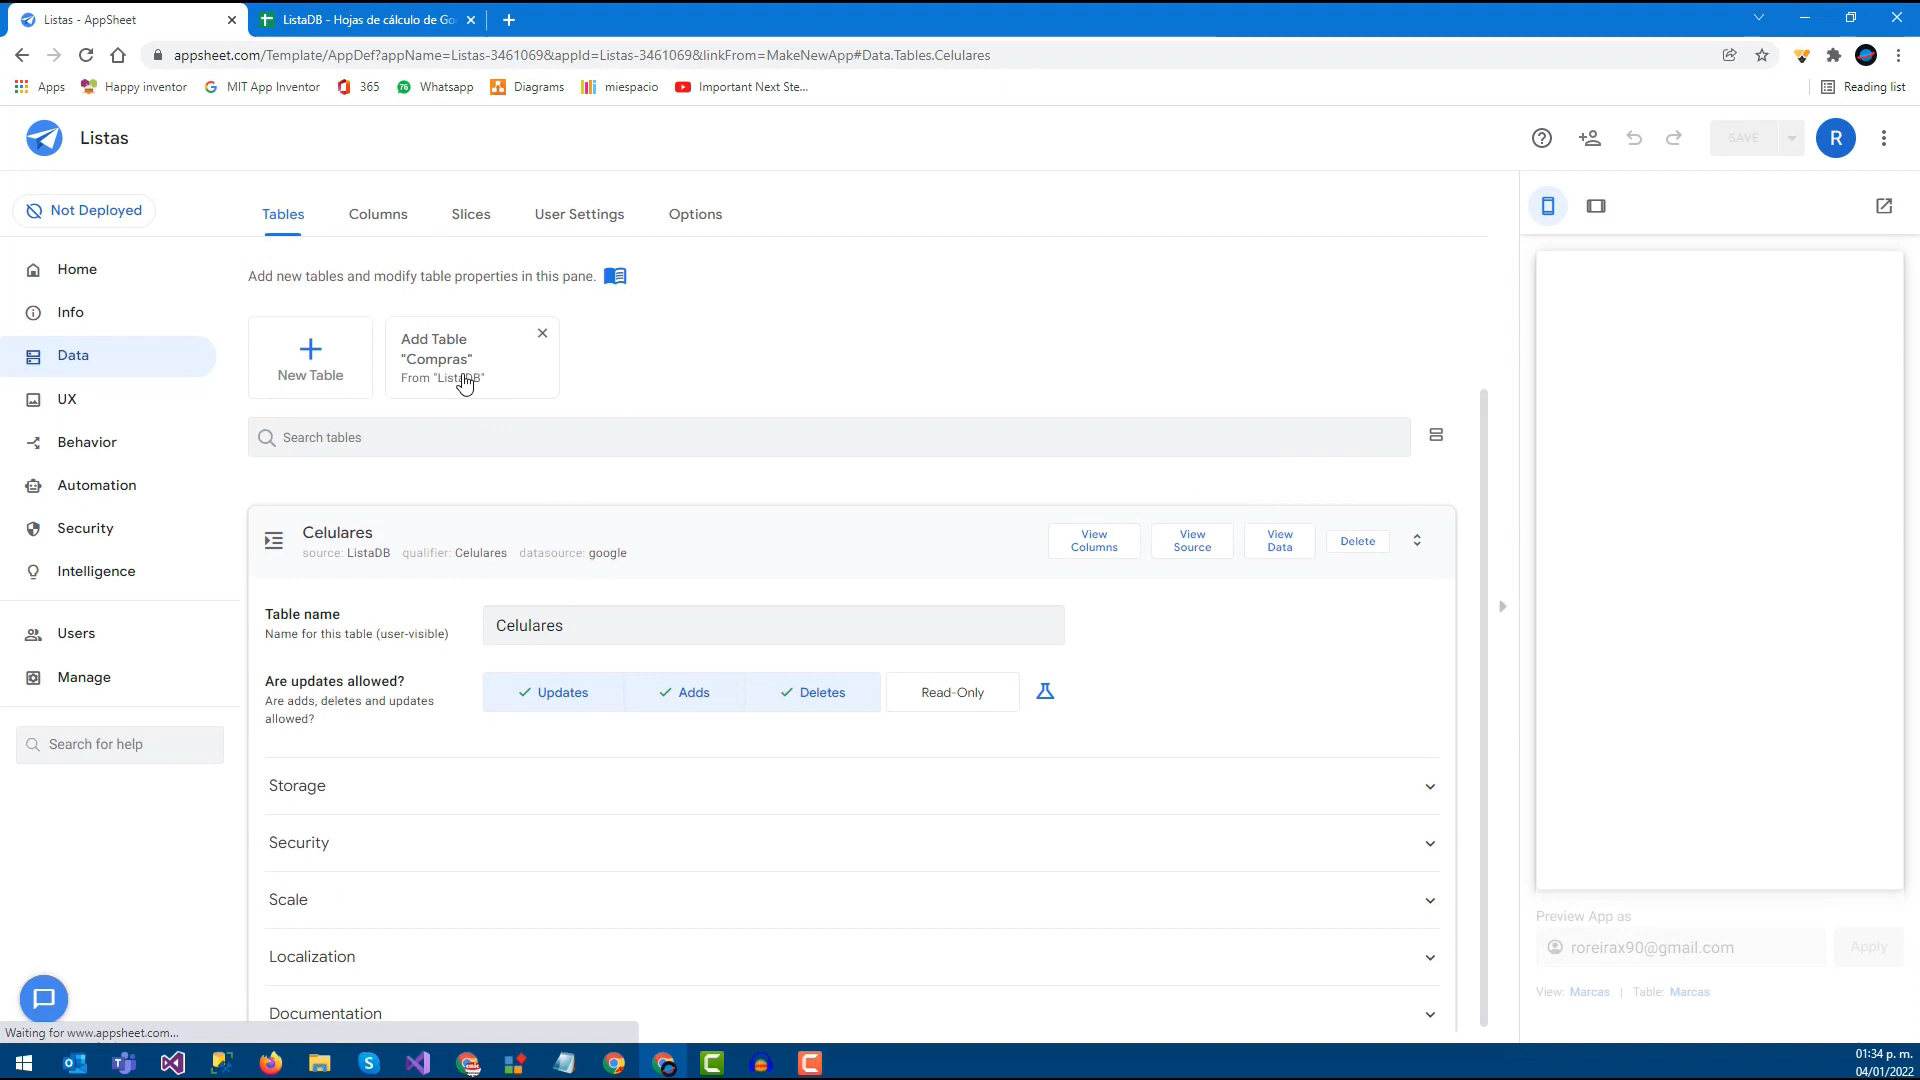 Listas - AppSheet
ListaDB - Hojas de cálculo de Go
appsheet.com/Template/AppDef?appName=Listas-3461069&appId=Listas-3461069&linkFrom=MakeNewApp#Data.Tables.Celulares
Apps
Happy inventor
MIT App Inventor
365
Whatsapp
Diagrams
miespacio
Important Next Ste...
Reading list
Listas
SAVE
R
Not Deployed
Tables
Columns
Slices
User Settings
Options
Home
Info
Data
UX
Behavior
Automation
Security
Intelligence
Users
Manage
Search for help
Add new tables and modify table properties in this pane.
New Table
Add Table
"Compras"
From "ListaDB"
Search tables
Celulares
source: ListaDB qualifier: Celulares datasource: google
View Columns
View Source
View Data
Delete
Table name
Name for this table (user-visible)
Celulares
Are updates allowed?
Are adds, deletes and updates
allowed?
Updates
Adds
Deletes
Read-Only
Storage
Security
Scale
Localization
Documentation
Preview App as
roreirax90@gmail.com
Apply
View: Marcas | Table: Marcas
Waiting for www.appsheet.com...
01:34 p. m.
04/01/2022